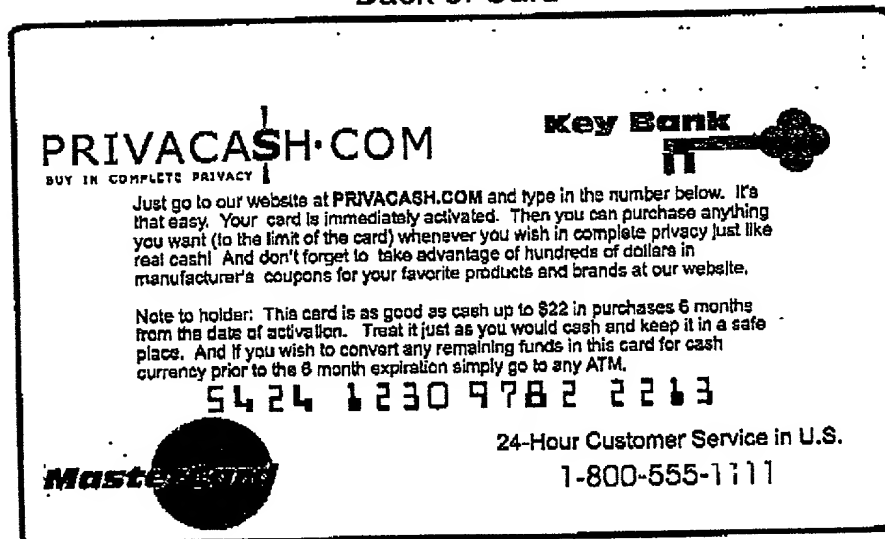 Back of Card
PRIVACASH·COM
BUY IN COMPLETE PRIVACY
Key Bank
Just go to our website at PRIVACASH.COM and type in the number below. It's
that easy. Your card is immediately activated. Then you can purchase anything
you want (to the limit of the card) whenever you wish in complete privacy just like
real cash! And don't forget to take advantage of hundreds of dollars in
manufacturer's coupons for your favorite products and brands at our website.
Note to holder: This card is as good as cash up to $22 in purchases 6 months
from the date of activation. Treat it just as you would cash and keep it in a safe
place. And if you wish to convert any remaining funds in this card for cash
currency prior to the 6 month expiration simply go to any ATM.
5424 1230 9782 2213
MasterCard
24-Hour Customer Service in U.S.
1-800-555-1111